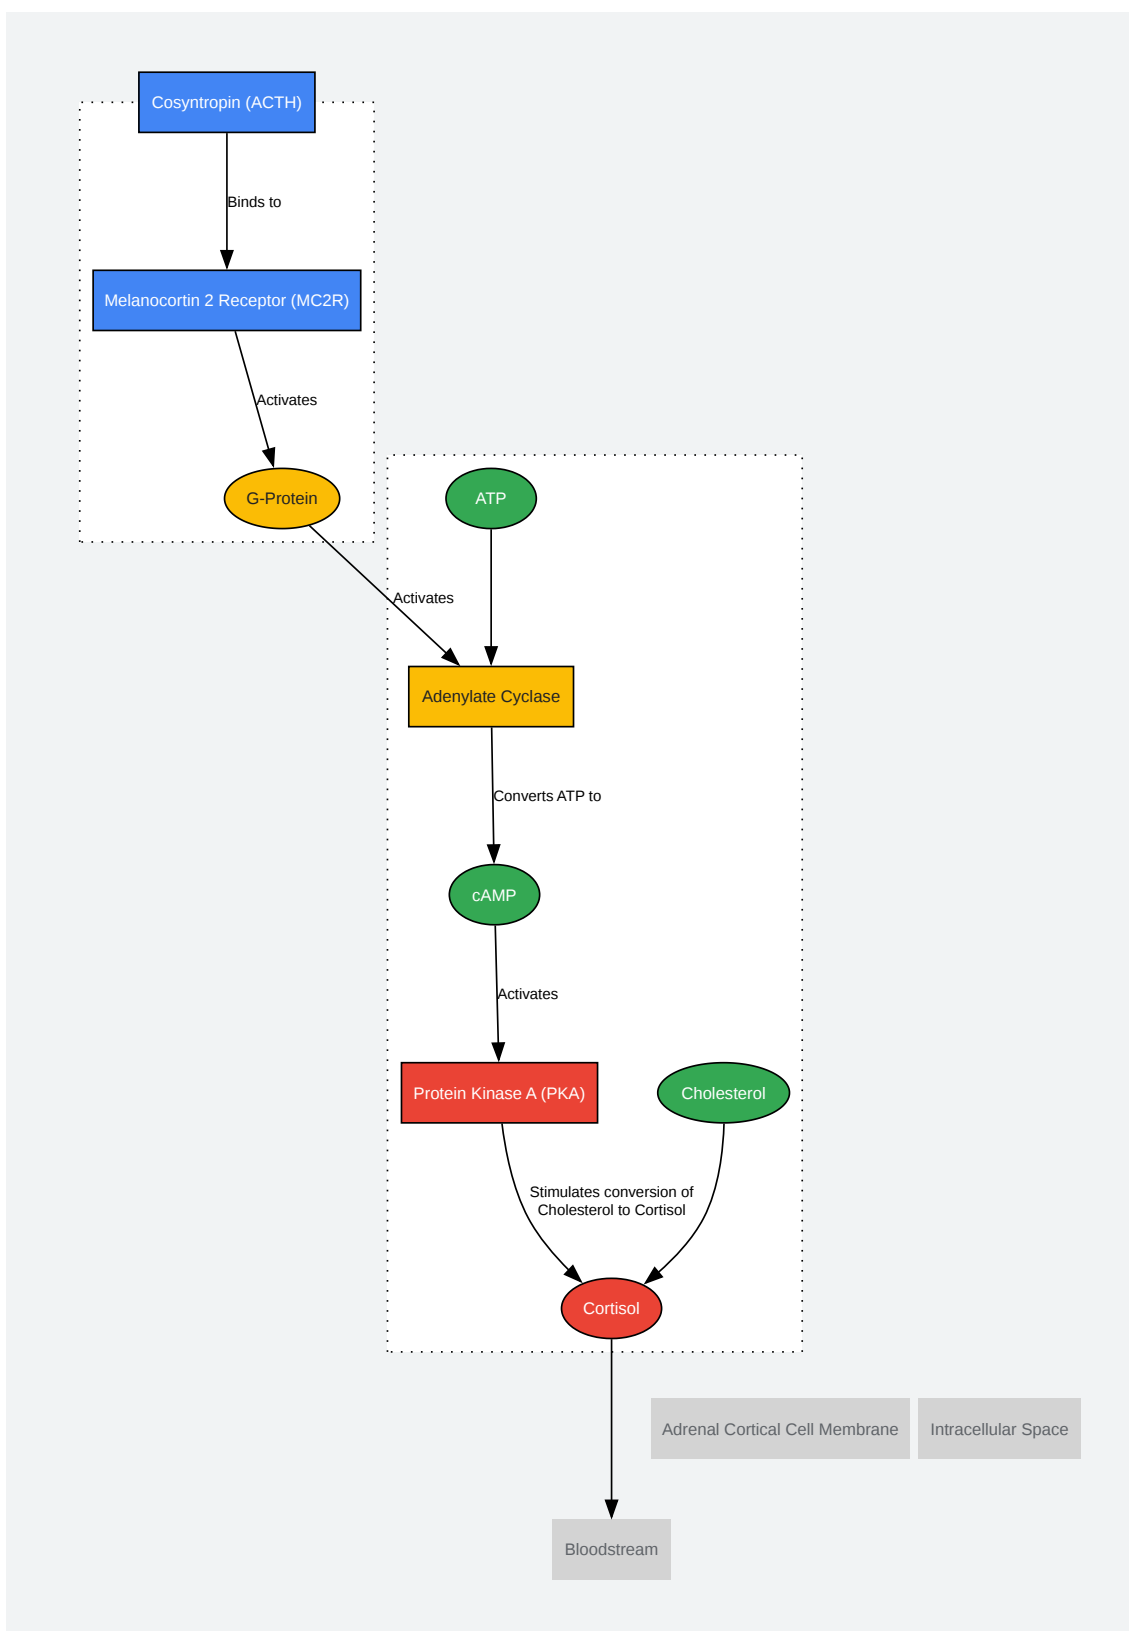 Cosyntropin (ACTH)
Binds to
Melanocortin 2 Receptor (MC2R)
Activates
G-Protein
ATP
Activates
Adenylate Cyclase
Converts ATP to
cAMP
Activates
Protein Kinase A (PKA)
Cholesterol
Stimulates conversion of
Cholesterol to Cortisol
Cortisol
Adrenal Cortical Cell Membrane
Intracellular Space
Bloodstream